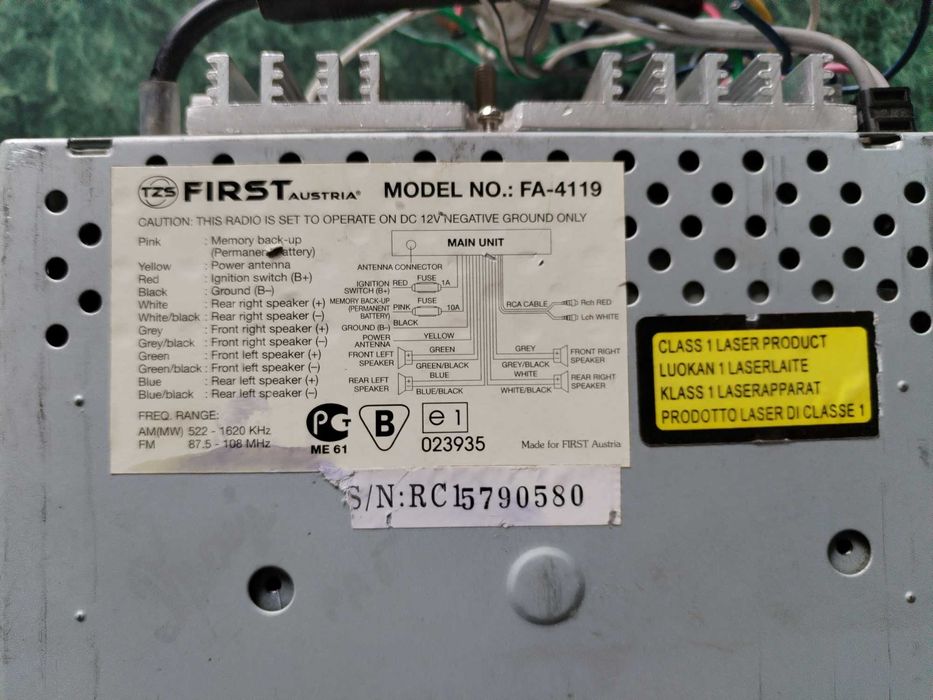 TZS FIRST AUSTRIA® MODEL NO.: FA-4119
CAUTION: THIS RADIO IS SET TO OPERATE ON DC 12V NEGATIVE GROUND ONLY
Pink : Memory back-up
(Permanent battery)
Yellow : Power antenna
Red : Ignition switch (B+)
Black : Ground (B–)
White : Rear right speaker (+)
White/black : Rear right speaker (–)
Grey : Front right speaker (+)
Grey/black : Front right speaker (–)
Green : Front left speaker (+)
Green/black : Front left speaker (–)
Blue : Rear left speaker (+)
Blue/black : Rear left speaker (–)
FREQ. RANGE:
AM(MW) 522 - 1620 KHz
FM 87.5 - 108 MHz
MAIN UNIT
ANTENNA CONNECTOR
IGNITION SWITCH (B+) RED FUSE 1A
MEMORY BACK-UP (PERMANENT BATTERY) PINK FUSE 10A
GROUND (B–) BLACK
POWER ANTENNA YELLOW
RCA CABLE
Rch RED
Lch WHITE
FRONT LEFT SPEAKER
GREEN
GREEN/BLACK
REAR LEFT SPEAKER
BLUE
BLUE/BLACK
GREY
GREY/BLACK
FRONT RIGHT SPEAKER
WHITE
WHITE/BLACK
REAR RIGHT SPEAKER
РСТ
ME 61
B
e1
023935
Made for FIRST Austria
S/N:RC15790580
CLASS 1 LASER PRODUCT
LUOKAN 1 LASERLAITE
KLASS 1 LASERAPPARAT
PRODOTTO LASER DI CLASSE 1